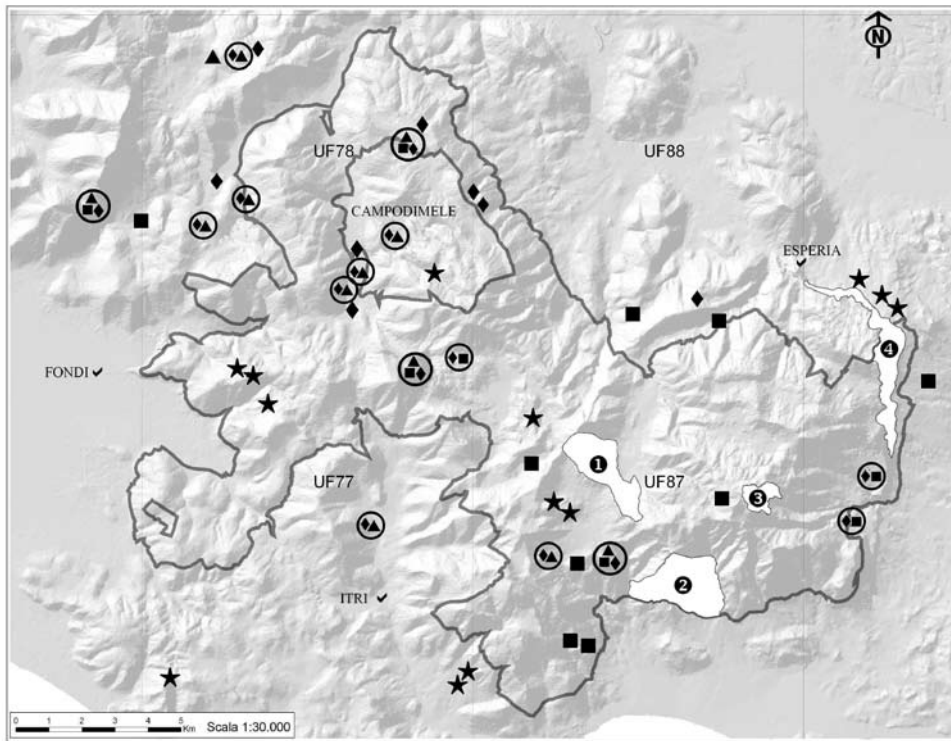 N
UF78
UF88
CAMPODIMELE
ESPERIA
4
FONDI
1
UF77
UF87
3
2
ITRI
0 1 2 3 4 5
Km
Scala 1:30.000